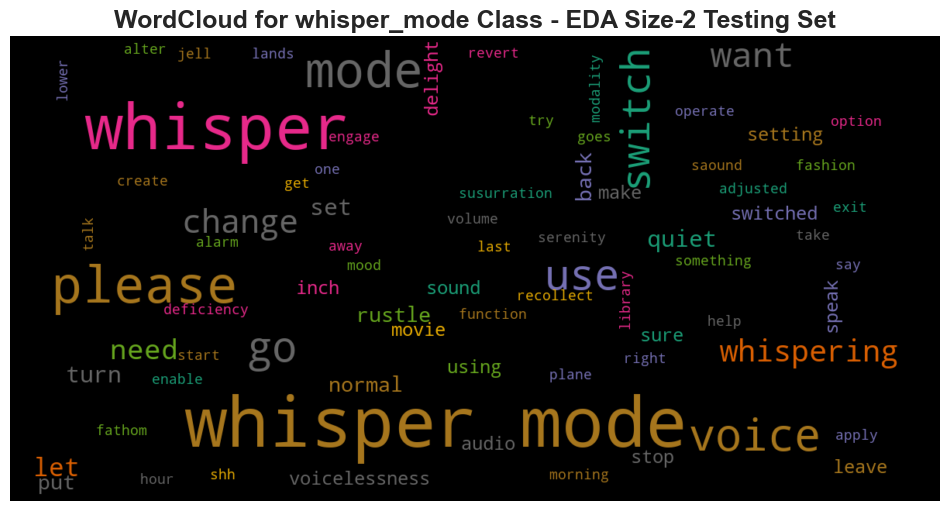 WordCloud for whisper_mode Class - EDA Size-2 Testing Set
alter
jell
lands
lower
mode
delight
revert
modality
switch
want
whisper
engage
try
goes
operate
setting
option
create
one
get
susurration
back
make
saound
fashion
adjusted
talk
change
set
volume
switched
exit
alarm
away
last
serenity
quiet
take
please
mood
inch
sound
use
recollect
something
say
deficiency
rustle
movie
function
library
help
speak
need
start
go
sure
whispering
turn
enable
normal
using
plane
right
fathom
whisper mode
audio
voice
apply
let
put
hour
shh
voicelessness
morning
stop
leave